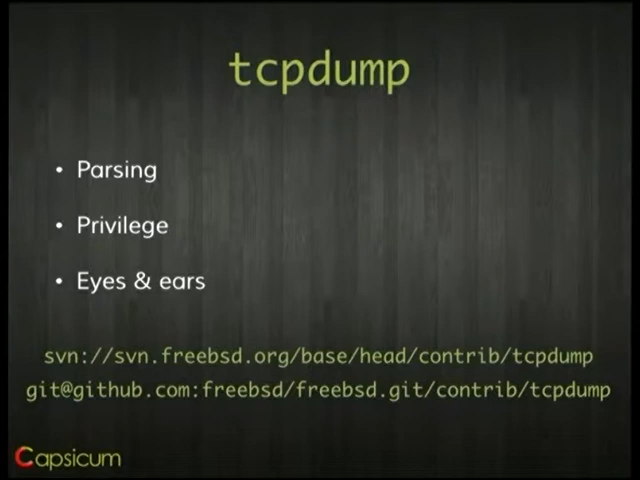 tcpdump
• Parsing
• Privilege
• Eyes & ears
svn://svn.freebsd.org/base/head/contrib/tcpdump
git@github.com:freebsd/freebsd.git/contrib/tcpdump
Capsicum